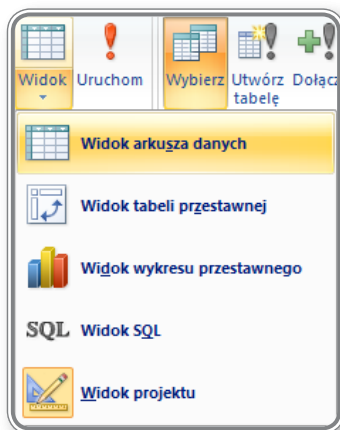 Widok Uruchom Wybierz Utwórz Dołącz
tabelę
Widok arkusza danych
Widok tabeli przestawnej
Widok wykresu przestawnego
SQL Widok SQL
Widok projektu